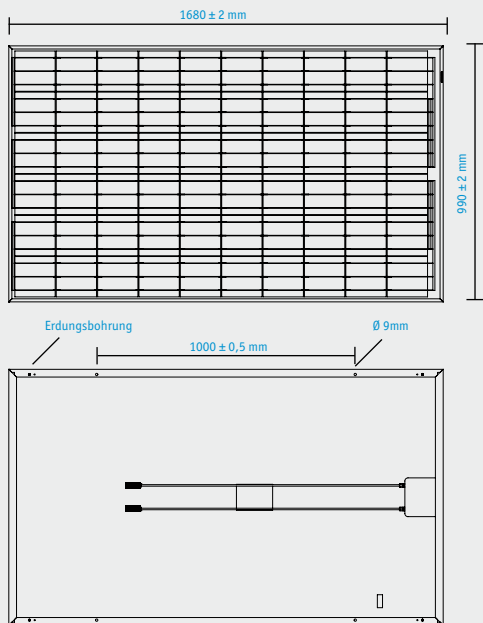 1680 ± 2 mm
990 ± 2 mm
Erdungsbohrung
1000 ± 0,5 mm
Ø 9mm